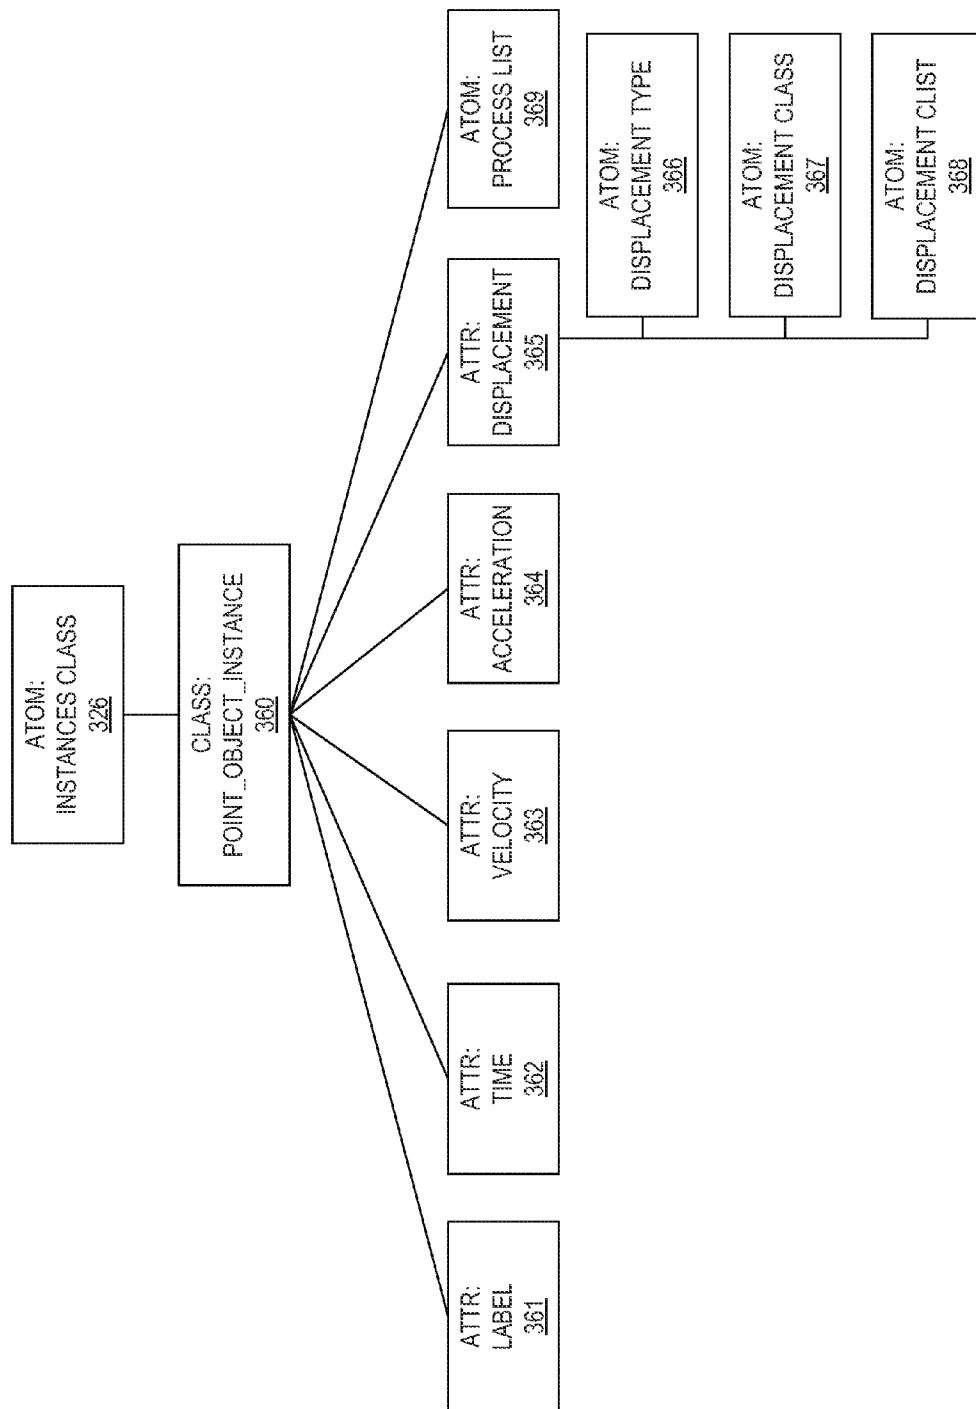 ATOM:
INSTANCES CLASS
326
CLASS:
POINT_OBJECT_INSTANCE
360
ATTR:
LABEL
361
ATTR:
TIME
362
ATTR:
VELOCITY
363
ATTR:
ACCELERATION
364
ATTR:
DISPLACEMENT
365
ATOM:
PROCESS LIST
369
ATOM:
DISPLACEMENT TYPE
366
ATOM:
DISPLACEMENT CLASS
367
ATOM:
DISPLACEMENT CLIST
368